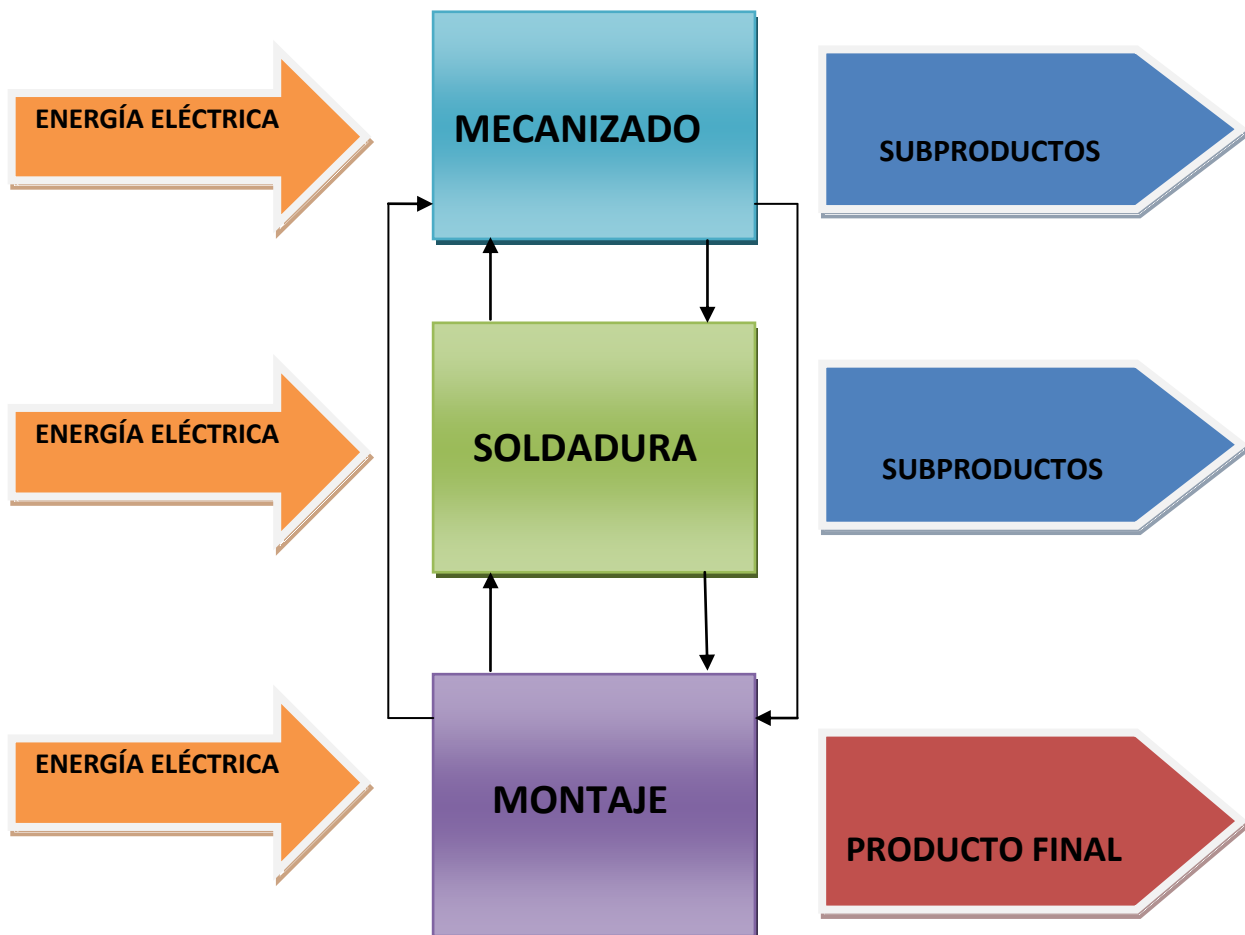 ENERGÍA ELÉCTRICA
MECANIZADO
SUBPRODUCTOS
ENERGÍA ELÉCTRICA
SOLDADURA
SUBPRODUCTOS
ENERGÍA ELÉCTRICA
MONTAJE
PRODUCTO FINAL